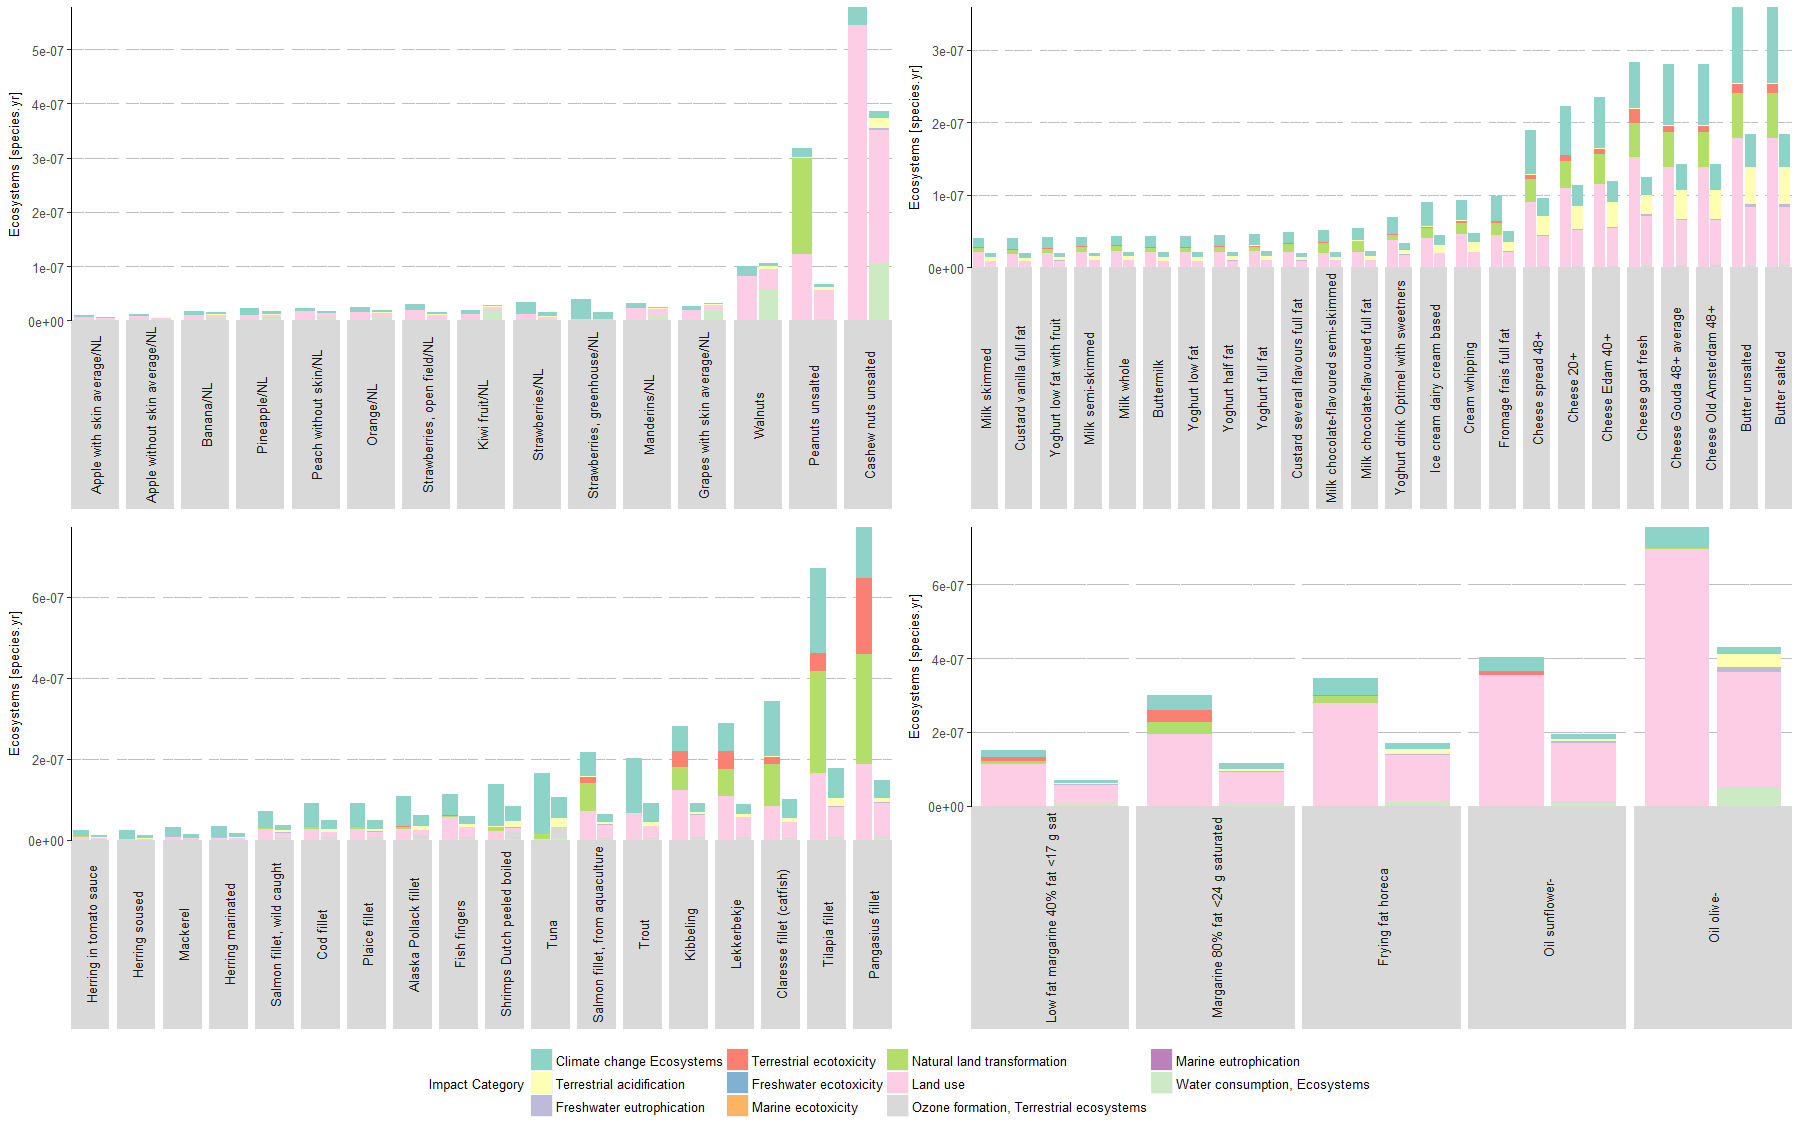 Ecosystems [species.yr]
5e-07
4e-07
3e-07
2e-07
1e-07
0e+00
Apple with skin average/NL
Apple without skin average/NL
Banana/NL
Pineapple/NL
Peach without skin/NL
Orange/NL
Strawberries, open field/NL
Kiwi fruit/NL
Strawberries/NL
Strawberries, greenhouse/NL
Manderins/NL
Grapes with skin average/NL
Walnuts
Peanuts unsalted
Cashew nuts unsalted
Ecosystems [species.yr]
3e-07
2e-07
1e-07
0e+00
Milk skimmed
Custard vanilla full fat
Yoghurt low fat with fruit
Milk semi-skimmed
Milk whole
Buttermilk
Yoghurt low fat
Yoghurt half fat
Yoghurt full fat
Custard several flavours full fat
Milk chocolate-flavoured semi-skimmed
Milk chocolate-flavoured full fat
Yoghurt drink Optimel with sweetners
Ice cream dairy cream based
Cream whipping
Fromage frais full fat
Cheese spread 48+
Cheese 20+
Cheese Edam 40+
Cheese goat fresh
Cheese Gouda 48+ average
Cheese Old Amsterdam 48+
Butter unsalted
Butter salted
Ecosystems [species.yr]
6e-07
4e-07
2e-07
0e+00
Herring in tomato sauce
Herring soused
Mackerel
Herring marinated
Salmon fillet, wild caught
Cod fillet
Plaice fillet
Alaska Pollack fillet
Fish fingers
Shrimps Dutch peeled boiled
Tuna
Salmon fillet, from aquaculture
Trout
Kibbeling
Lekkerbekje
Claresse fillet (catfish)
Tilapia fillet
Pangasius fillet
Ecosystems [species.yr]
6e-07
4e-07
2e-07
0e+00
Low fat margarine 40% fat <17 g sat
Margarine 80% fat <24 g saturated
Frying fat horeca
Oil sunflower-
Oil olive-
Impact Category
Climate change Ecosystems
Terrestrial acidification
Freshwater eutrophication
Terrestrial ecotoxicity
Freshwater ecotoxicity
Marine ecotoxicity
Natural land transformation
Land use
Ozone formation, Terrestrial ecosystems
Marine eutrophication
Water consumption, Ecosystems